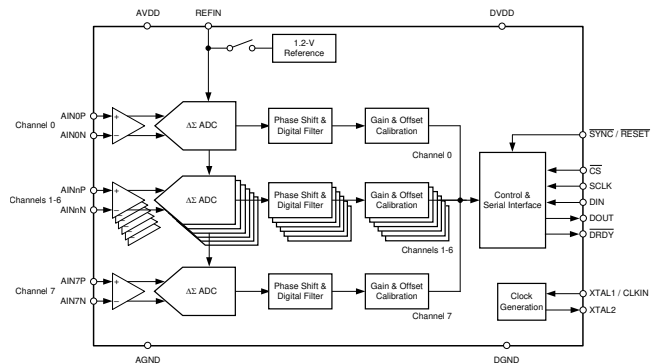 AVDD
REFIN
DVDD
1.2-V
Reference
AIN0P
Channel 0
AIN0N
+
−
ΔΣ ADC
Phase Shift &
Digital Filter
Gain & Offset
Calibration
Channel 0
SYNC / RESET
AINnP
Channels 1-6
AINnN
+
−
ΔΣ ADC
Phase Shift &
Digital Filter
Gain & Offset
Calibration
Channels 1-6
Control &
Serial Interface
CS
SCLK
DIN
DOUT
DRDY
AIN7P
Channel 7
AIN7N
+
−
ΔΣ ADC
Phase Shift &
Digital Filter
Gain & Offset
Calibration
Channel 7
Clock
Generation
XTAL1 / CLKIN
XTAL2
AGND
DGND